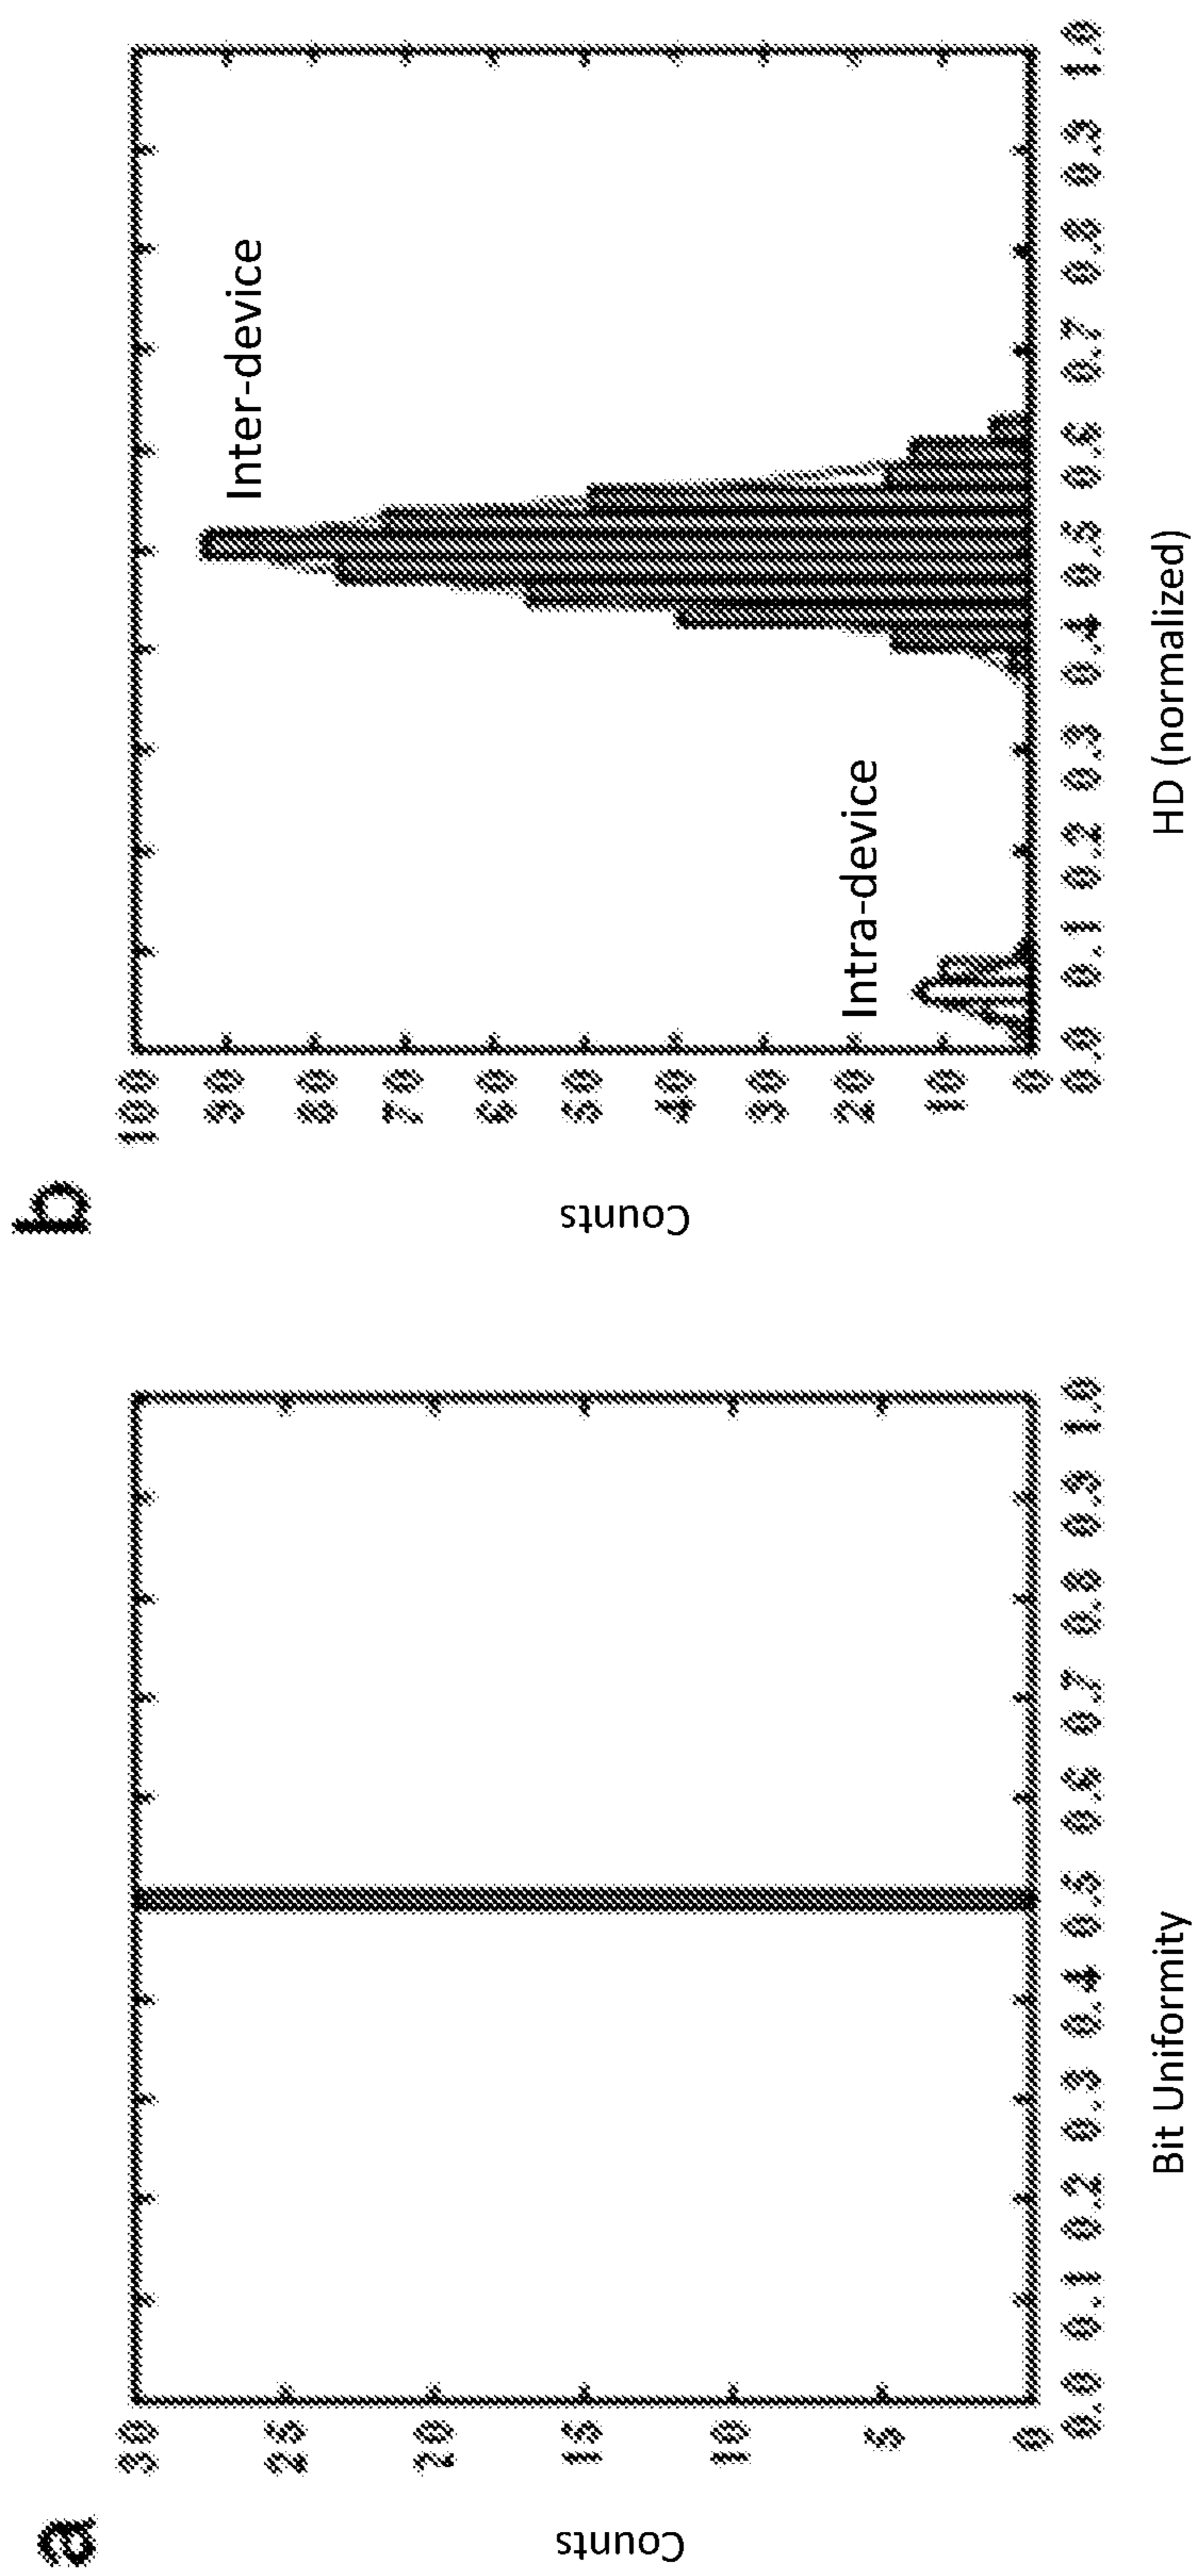 a
Counts
30
25
20
15
10
5
0
0.0 0.1 0.2 0.3 0.4 0.5 0.6 0.7 0.8 0.9 1.0
Bit Uniformity
b
Counts
100
90
80
70
60
50
40
30
20
10
0
Inter-device
Intra-device
0.0 0.1 0.2 0.3 0.4 0.5 0.6 0.7 0.8 0.9 1.0
HD (normalized)